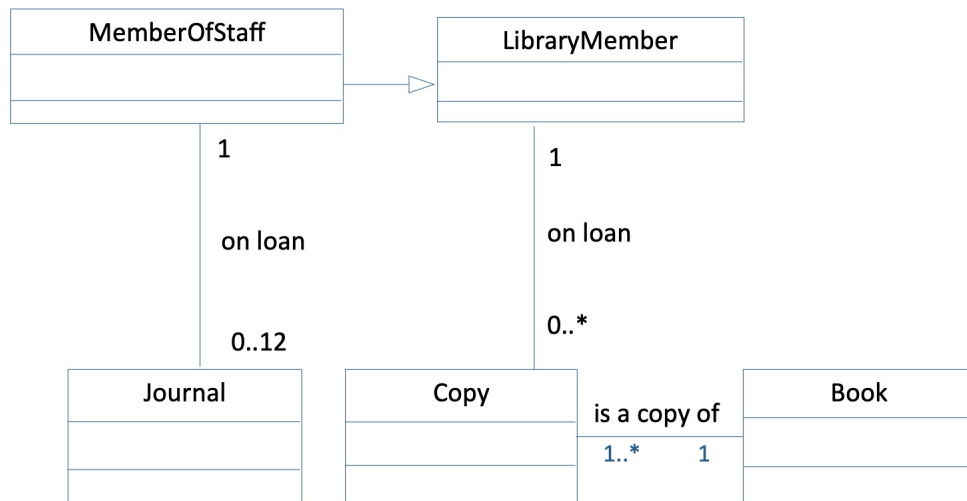 MemberOfStaff
LibraryMember
1
1
on loan
on loan
0..12
0..*
Journal
Copy
is a copy of
1..*
1
Book